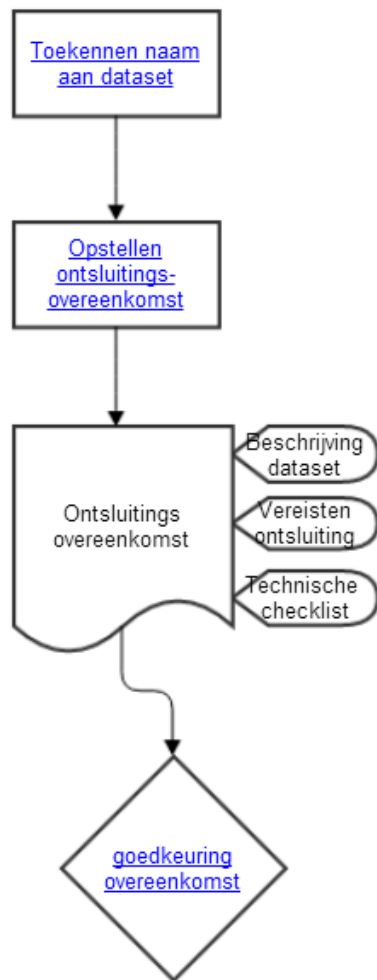 Toekennen naam
aan dataset
Opstellen
ontsluitings-
overeenkomst
Ontsluitings
overeenkomst
Beschrijving
dataset
Vereisten
ontsluiting
Technische
checklist
goedkeuring
overeenkomst